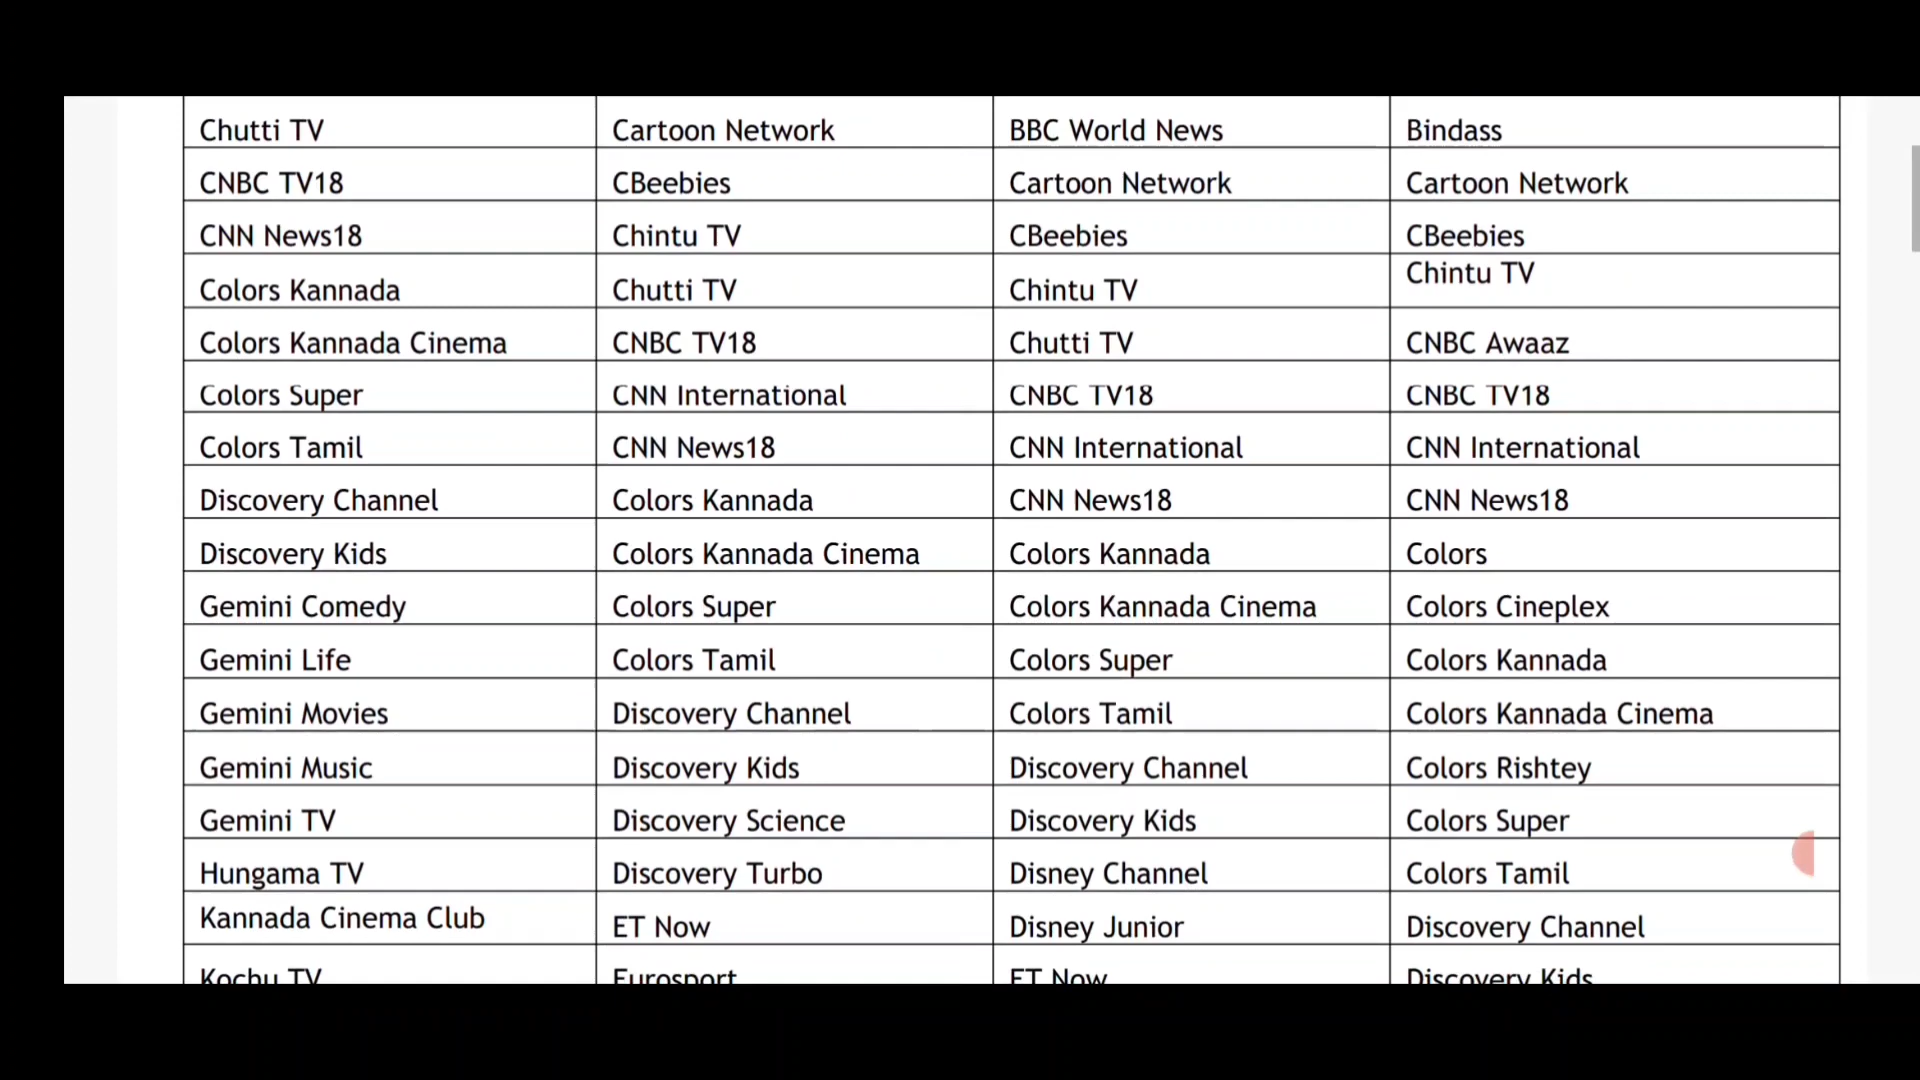 Chutti TV Cartoon Network BBC World News Bindass
CNBC TV18 CBeebies Cartoon Network Cartoon Network
CNN News18 Chintu TV CBeebies CBeebies
Colors Kannada Chutti TV Chintu TV Chintu TV
Colors Kannada Cinema CNBC TV18 Chutti TV CNBC Awaaz
Colors Super CNN International CNBC TV18 CNBC TV18
Colors Tamil CNN News18 CNN International CNN International
Discovery Channel Colors Kannada CNN News18 CNN News18
Discovery Kids Colors Kannada Cinema Colors Kannada Colors
Gemini Comedy Colors Super Colors Kannada Cinema Colors Cineplex
Gemini Life Colors Tamil Colors Super Colors Kannada
Gemini Movies Discovery Channel Colors Tamil Colors Kannada Cinema
Gemini Music Discovery Kids Discovery Channel Colors Rishtey
Gemini TV Discovery Science Discovery Kids Colors Super
Hungama TV Discovery Turbo Disney Channel Colors Tamil
Kannada Cinema Club ET Now Disney Junior Discovery Channel
Kochu TV Eurosport ET Now Discovery Kids